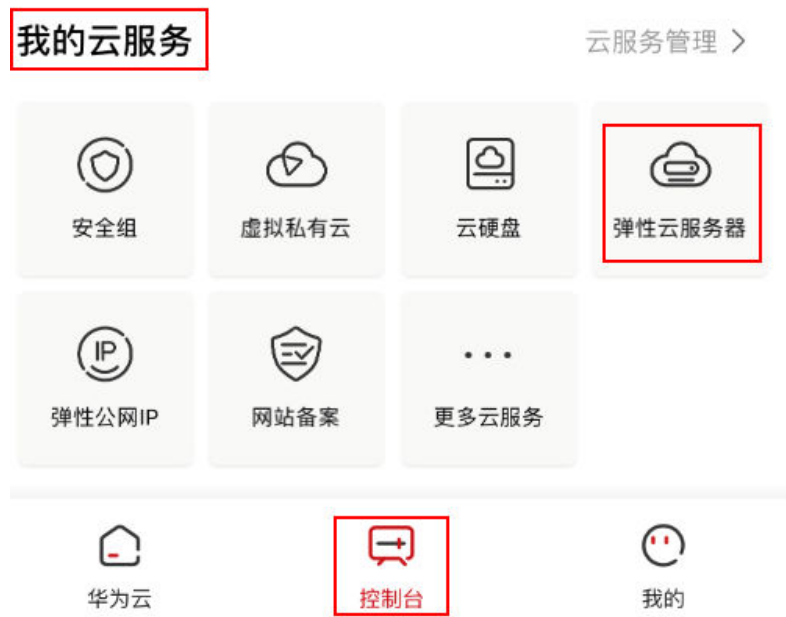 我的云服务
云服务管理
安全组
虚拟私有云
云硬盘
弹性云服务器
IP
弹性公网IP
网站备案
更多云服务
华为云
控制台
我的